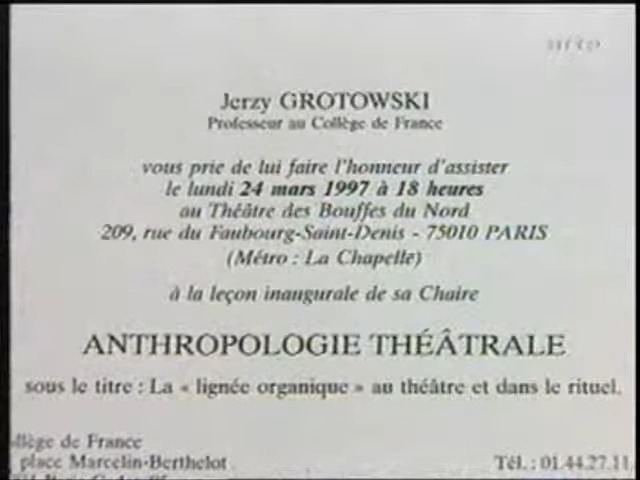 Jerzy GROTOWSKI
Professeur au Collège de France
vous prie de lui faire l'honneur d'assister
le lundi 24 mars 1997 à 18 heures
au Théâtre des Bouffes du Nord
209, rue du Faubourg-Saint-Denis - 75010 PARIS
(Métro : La Chapelle)
à la leçon inaugurale de sa Chaire
ANTHROPOLOGIE THÉÂTRALE
sous le titre : La « lignée organique » au théâtre et dans le rituel.
llège de France
place Marcelin-Berthelot
Tél. : 01.44.27.11